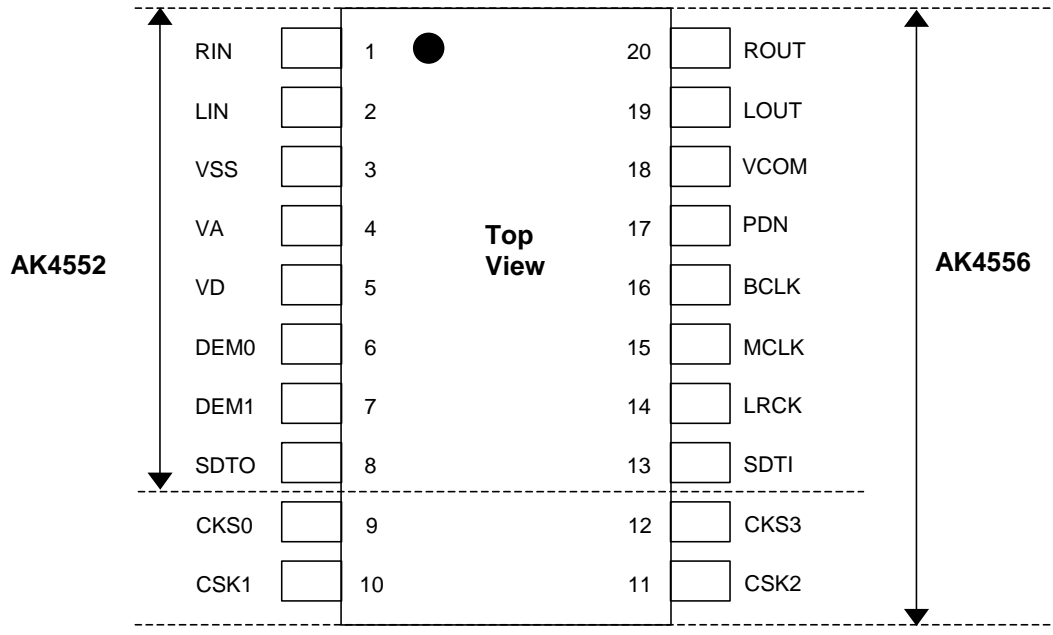 RIN 1 20 ROUT
LIN 2 19 LOUT
VSS 3 18 VCOM
VA 4 Top View 17 PDN
AK4552 VD 5 16 BCLK AK4556
DEM0 6 15 MCLK
DEM1 7 14 LRCK
SDTO 8 13 SDTI
CKS0 9 12 CKS3
CSK1 10 11 CSK2